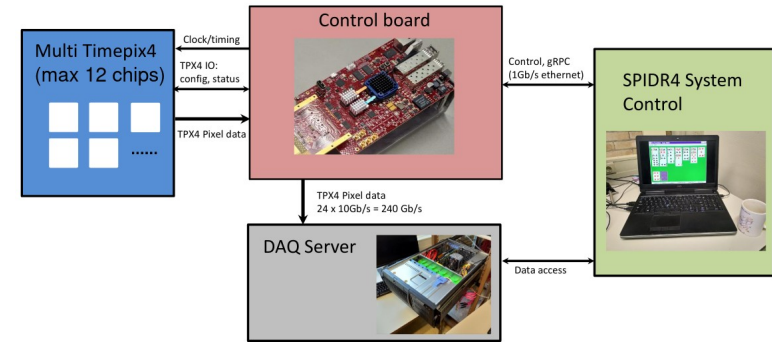 Control board
Multi Timepix4
(max 12 chips)
......
Clock/timing
TPX4 IO:
config, status
TPX4 Pixel data
Control, gRPC
(1Gb/s ethernet)
SPIDR4 System
Control
TPX4 Pixel data
24 x 10Gb/s = 240 Gb/s
DAQ Server
Data access